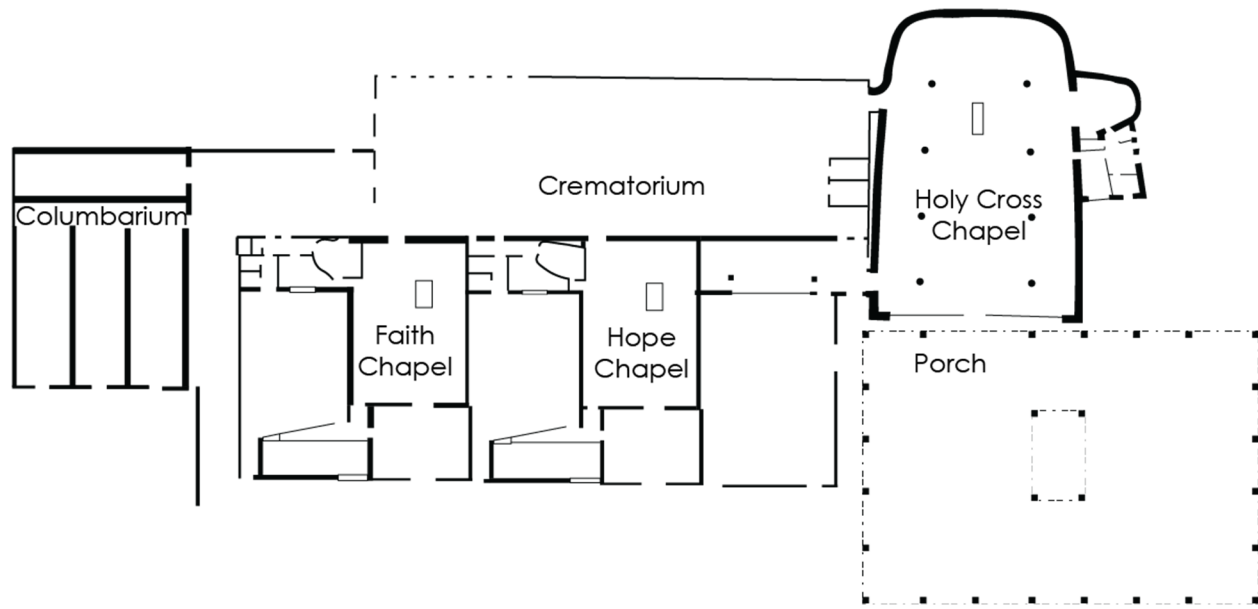 Crematorium
Columbarium
Holy Cross
Chapel
Faith
Chapel
Hope
Chapel
Porch